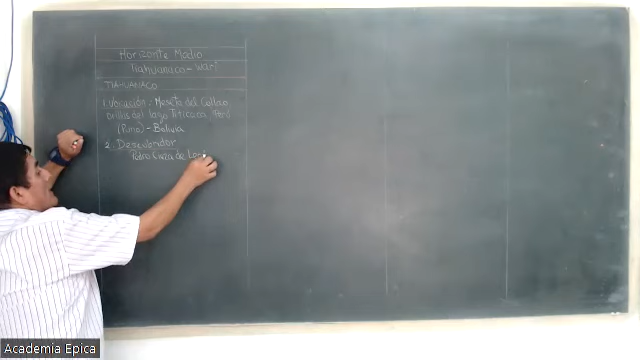 Horizonte Medio
Tiahuanaco - Wari
TIAHUANACO
1. Ubicación: Meseta del Collao
orillas del lago Titicaca, Perú
(Puno) - Bolivia
2. Descubridor
Pedro Cieza de Leó
Academia Epica